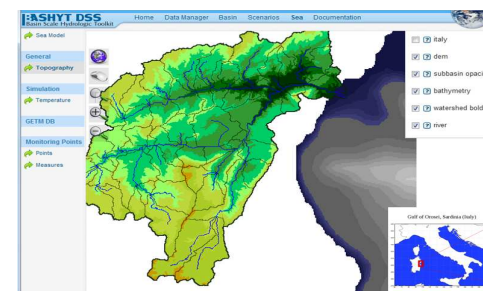 BASHYT DSS
Basin Scale Hydrologic Toolkit
Home Data Manager Basin Scenarios Sea Documentation
Sea Model
General
Topography
Simulation
Temperature
GETM DB
Monitoring Points
Points
Measures
italy
dem
subbasin opaci
bathymetry
watershed bold
river
Gulf of Orosei, Sardinia (Italy)